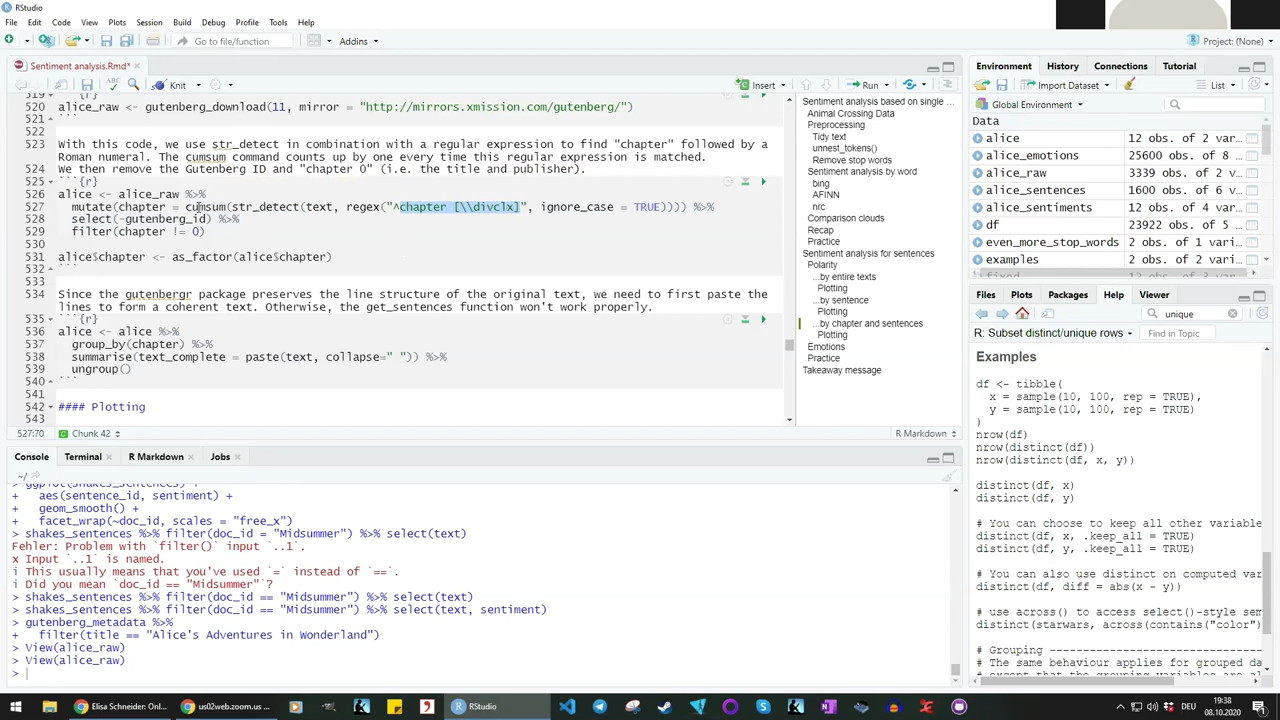 RStudio
File Edit Code View Plots Session Build Debug Profile Tools Help
Go to file/function
Addins
Project: (None)
Sentiment analysis.Rmd*
Knit
Insert
Run
519
520 alice_raw <- gutenberg_download(11, mirror = "http://mirrors.xmission.com/gutenberg/")
521 ```
522
523 With this code, we use str_detect in combination with a regular expression to find "chapter" followed by a
Roman numeral. The cumsum command counts up by one every time this regular expression is matched.
524 We then remove the Gutenberg ID and "chapter 0" (i.e. the title and publisher).
525 ```{r}
526 alice <- alice_raw %>%
527 mutate(chapter = cumsum(str_detect(text, regex("^chapter [\\divclx]", ignore_case = TRUE)))) %>%
528 select(-gutenberg_id) %>%
529 filter(chapter != 0)
530
531 alice$chapter <- as_factor(alice$chapter)
532 ```
533
534 Since the gutenbergr package preserves the line structure of the original text, we need to first paste the
lines to form a coherent text. Otherwise, the get_sentences function won't work properly.
535 ```{r}
536 alice <- alice %>%
537 group_by(chapter) %>%
538 summarise(text_complete = paste(text, collapse=" ")) %>%
539 ungroup()
540 ```
541
542 #### Plotting
543
527:70 Chunk 42 R Markdown
Sentiment analysis based on single ...
Animal Crossing Data
Preprocessing
Tidy text
unnest_tokens()
Remove stop words
Sentiment analysis by word
bing
AFINN
nrc
Comparison clouds
Recap
Practice
Sentiment analysis for sentences
Polarity
...by entire texts
Plotting
...by sentence
Plotting
...by chapter and sentences
Plotting
Emotions
Practice
Takeaway message
Console Terminal R Markdown Jobs
~/
ggplot(shakes_sentences) +
+ aes(sentence_id, sentiment) +
+ geom_smooth() +
+ facet_wrap(~doc_id, scales = "free_x")
> shakes_sentences %>% filter(doc_id = "Midsummer") %>% select(text)
Fehler: Problem with `filter()` input `..1`.
x Input `..1` is named.
i This usually means that you've used `=` instead of `==`.
i Did you mean `doc_id == "Midsummer"`?
> shakes_sentences %>% filter(doc_id == "Midsummer") %>% select(text)
> shakes_sentences %>% filter(doc_id == "Midsummer") %>% select(text, sentiment)
> gutenberg_metadata %>%
+ filter(title == "Alice's Adventures in Wonderland")
> View(alice_raw)
> View(alice_raw)
>
Environment History Connections Tutorial
Import Dataset List
Global Environment
Data
alice 12 obs. of 2 var…
alice_emotions 25600 obs. of 8 …
alice_raw 3339 obs. of 2 va…
alice_sentences 1600 obs. of 6 va…
alice_sentiments 12 obs. of 4 vari…
df 23922 obs. of 5 v…
even_more_stop_words 2 obs. of 1 varia…
examples 2 obs. of 2 varia…
Files Plots Packages Help Viewer
unique
R: Subset distinct/unique rows Find in Topic
Examples
df <- tibble(
x = sample(10, 100, rep = TRUE),
y = sample(10, 100, rep = TRUE)
)
nrow(df)
nrow(distinct(df))
nrow(distinct(df, x, y))
distinct(df, x)
distinct(df, y)
# You can choose to keep all other variable
distinct(df, x, .keep_all = TRUE)
distinct(df, y, .keep_all = TRUE)
# You can also use distinct on computed var
distinct(df, diff = abs(x - y))
# use across() to access select()-style sem
distinct(starwars, across(contains("color")
# Grouping
# The same behaviour applies for grouped da
Elisa Schneider: Onl...
us02web.zoom.us ...
RStudio
DEU
19:38
08.10.2020